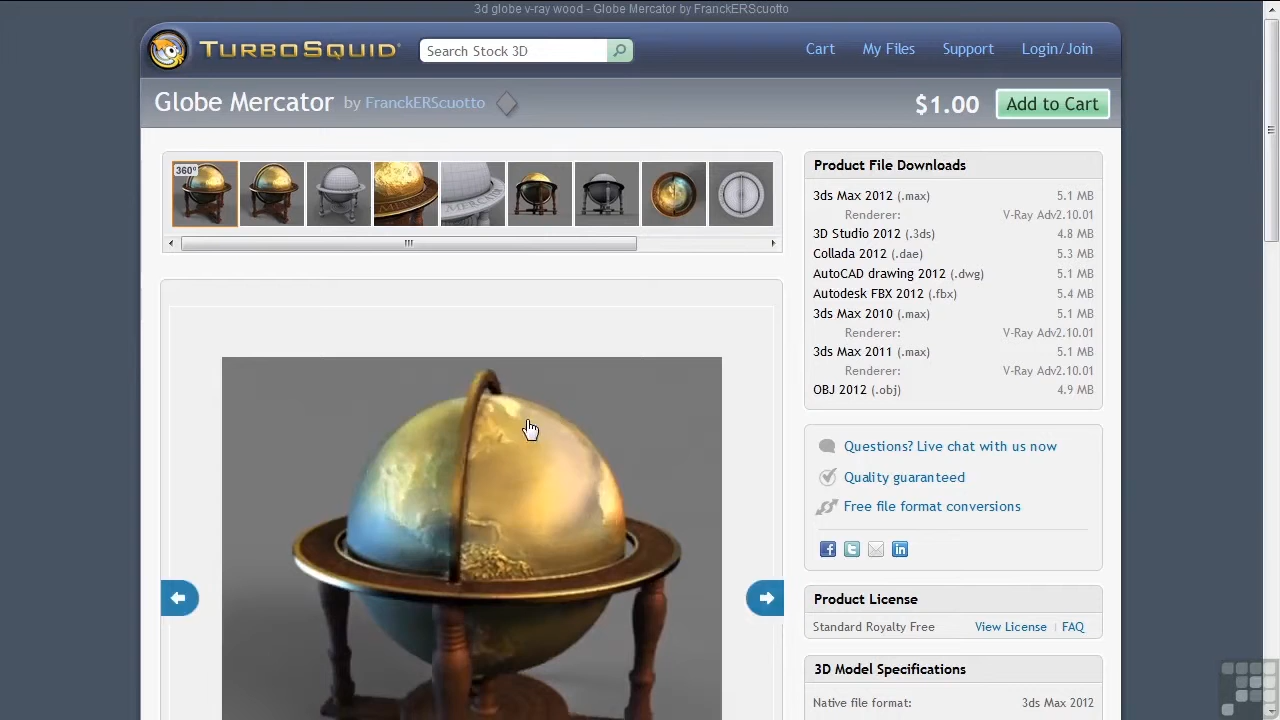 3d globe v-ray wood - Globe Mercator by FranckERScuotto
TURBOSQUID
Search Stock 3D
Cart My Files Support Login/Join
Globe Mercator by FranckERScuotto
$1.00 Add to Cart
360°
Product File Downloads
3ds Max 2012 (.max) 5.1 MB
Renderer: V-Ray Adv2.10.01
3D Studio 2012 (.3ds) 4.8 MB
Collada 2012 (.dae) 5.3 MB
AutoCAD drawing 2012 (.dwg) 5.1 MB
Autodesk FBX 2012 (.fbx) 5.4 MB
3ds Max 2010 (.max) 5.1 MB
Renderer: V-Ray Adv2.10.01
3ds Max 2011 (.max) 5.1 MB
Renderer: V-Ray Adv2.10.01
OBJ 2012 (.obj) 4.9 MB
Questions? Live chat with us now
Quality guaranteed
Free file format conversions
Product License
Standard Royalty Free View License FAQ
3D Model Specifications
Native file format: 3ds Max 2012